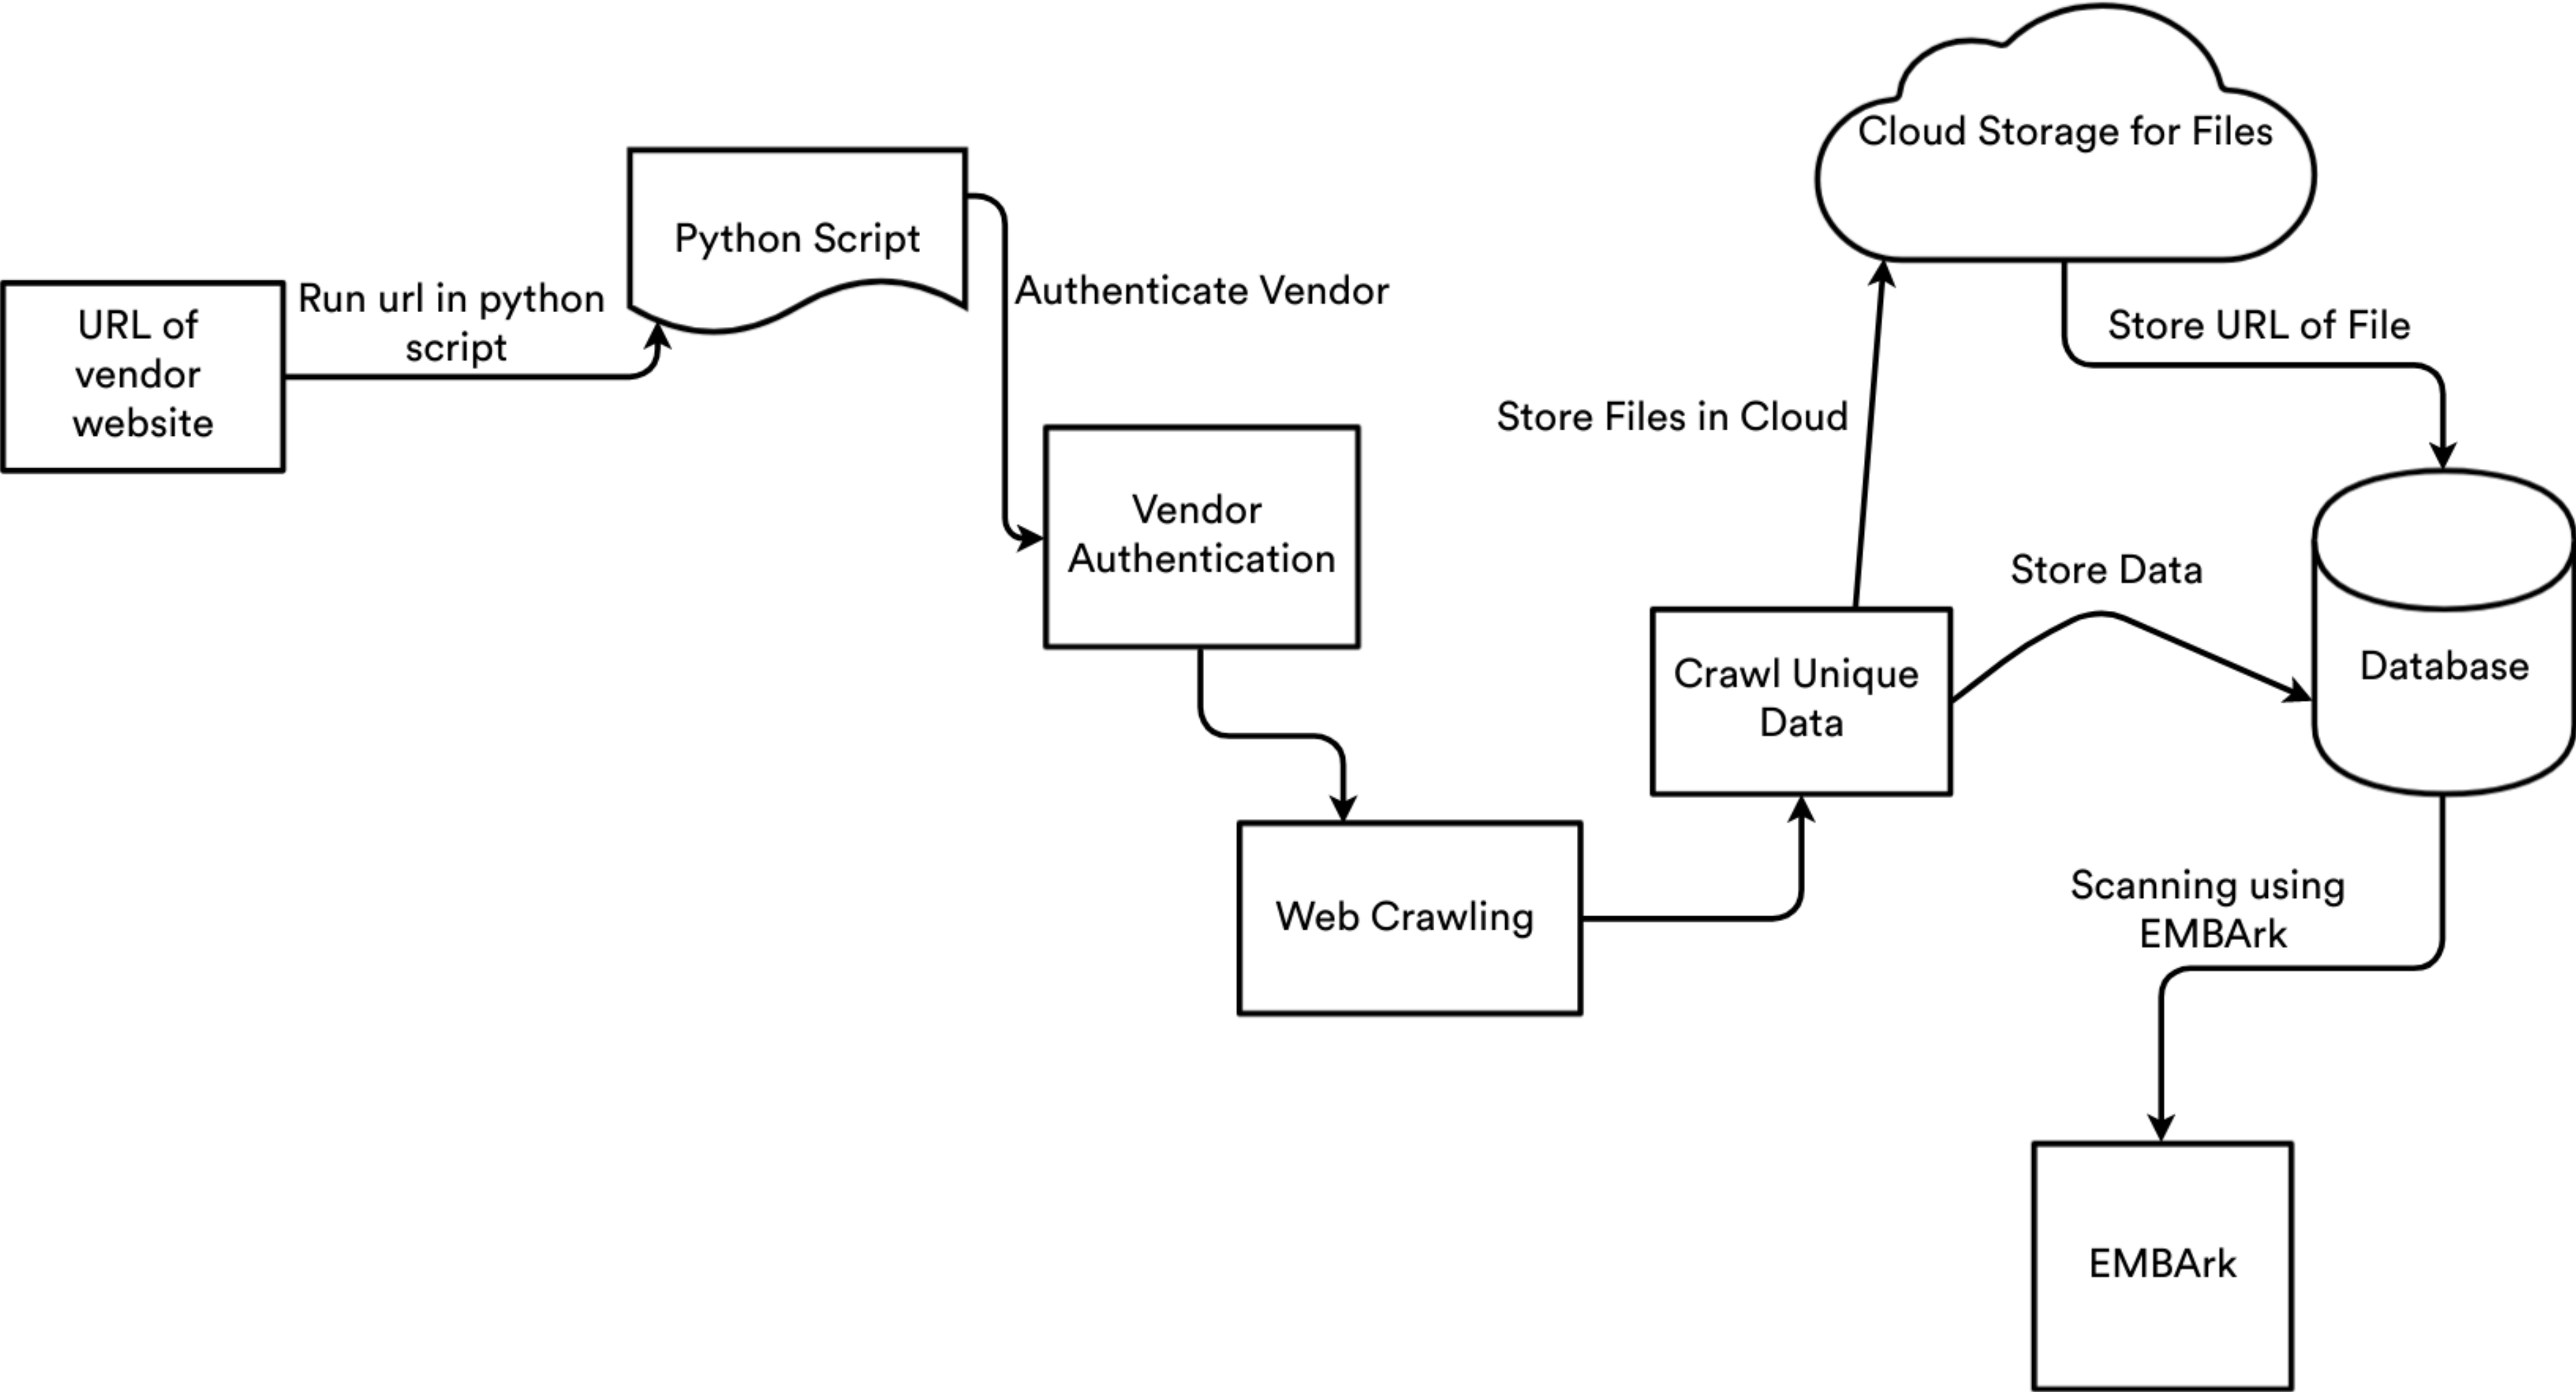 Cloud Storage for Files
Python Script
Run url in python
script
Authenticate Vendor
URL of
vendor
website
Store URL of File
Store Files in Cloud
Vendor
Authentication
Store Data
Crawl Unique
Data
Database
Web Crawling
Scanning using
EMBArk
EMBArk